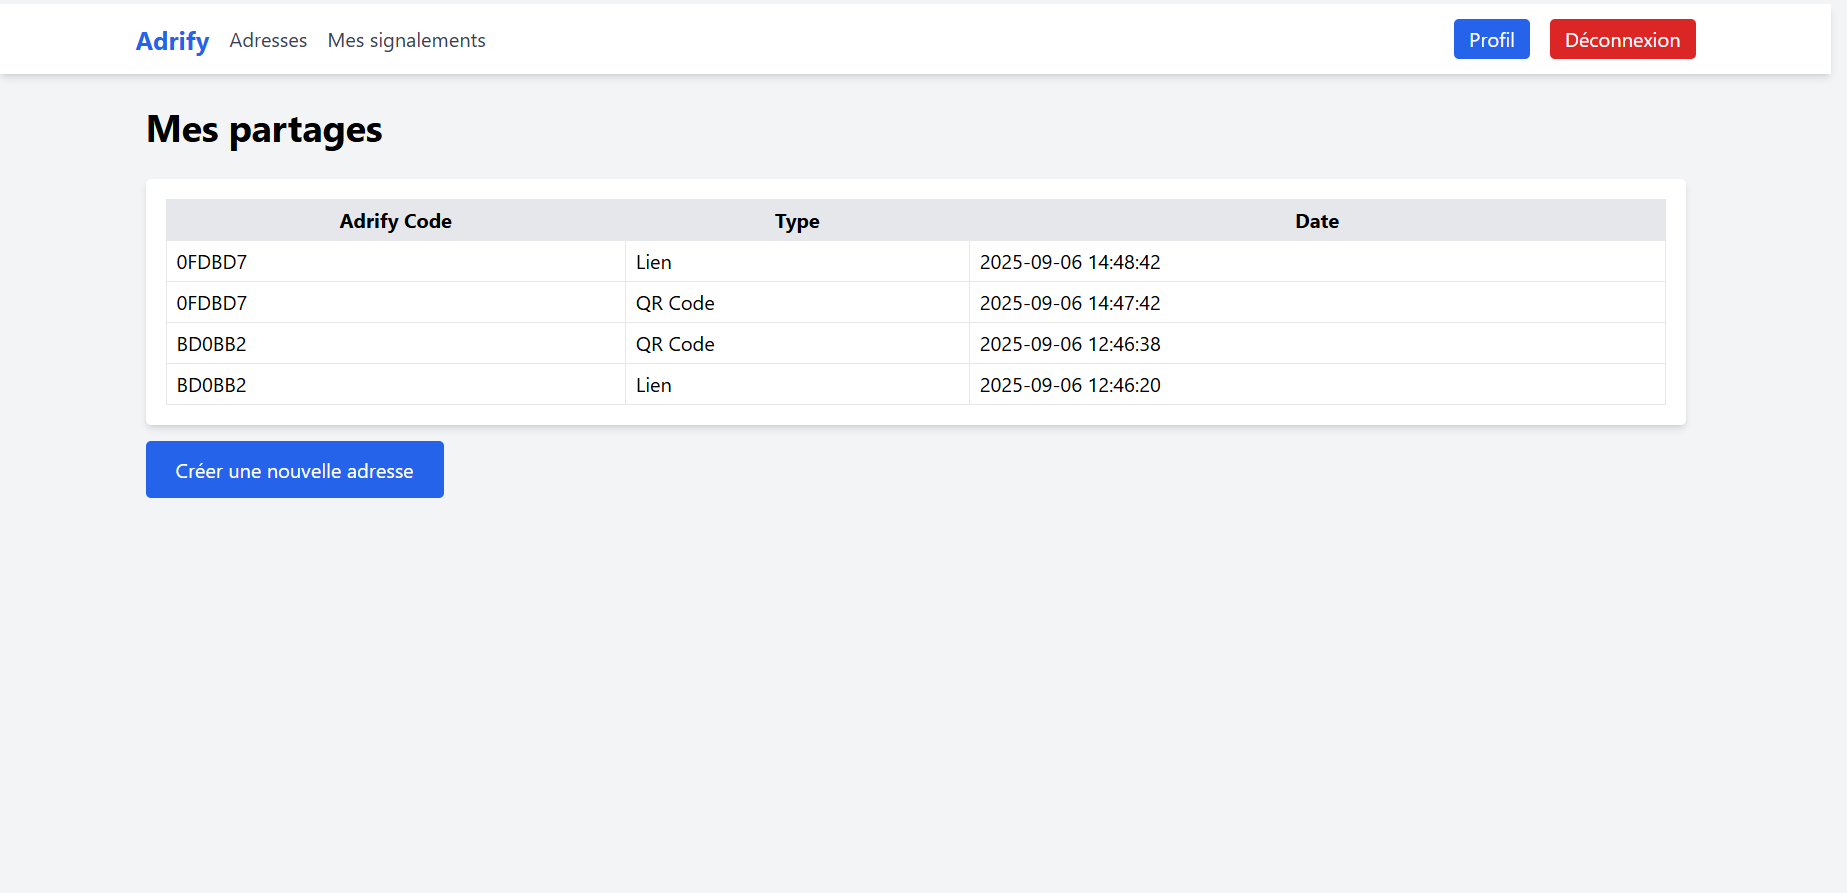 Adrify Adresses Mes signalements Profil Déconnexion
Mes partages
Adrify Code Type Date
0FDBD7 Lien 2025-09-06 14:48:42
0FDBD7 QR Code 2025-09-06 14:47:42
BD0BB2 QR Code 2025-09-06 12:46:38
BD0BB2 Lien 2025-09-06 12:46:20
Créer une nouvelle adresse